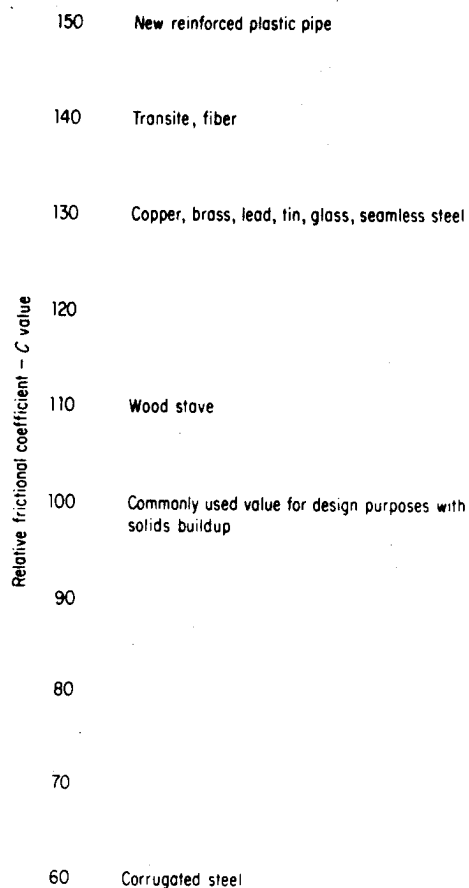 150 New reinforced plastic pipe
140 Transite, fiber
130 Copper, brass, lead, tin, glass, seamless steel
120
Relative frictional coefficient – C value
110 Wood stave
100 Commonly used value for design purposes with
solids buildup
90
80
70
60 Corrugated steel